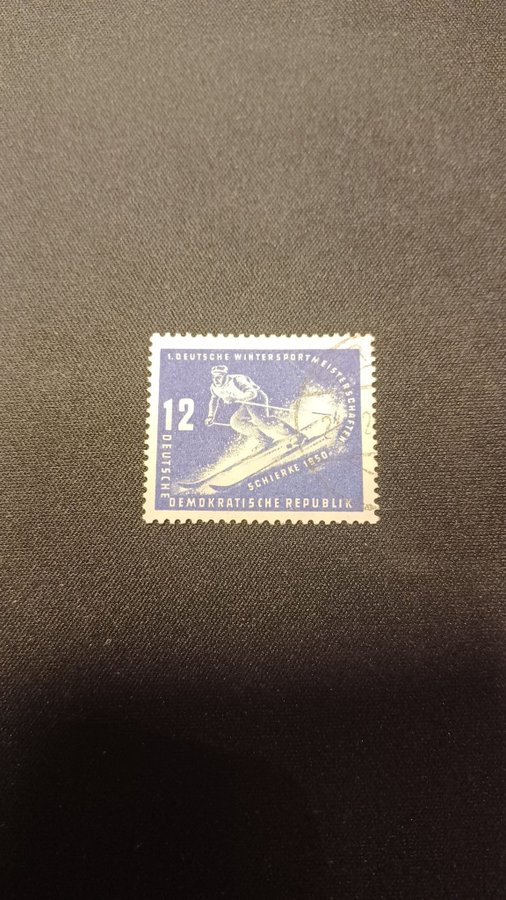 1. DEUTSCHE WINTERSPORTMEISTERSCHAFTEN
12
SCHIERKE 1950
DEUTSCHE
DEMOKRATISCHE REPUBLIK